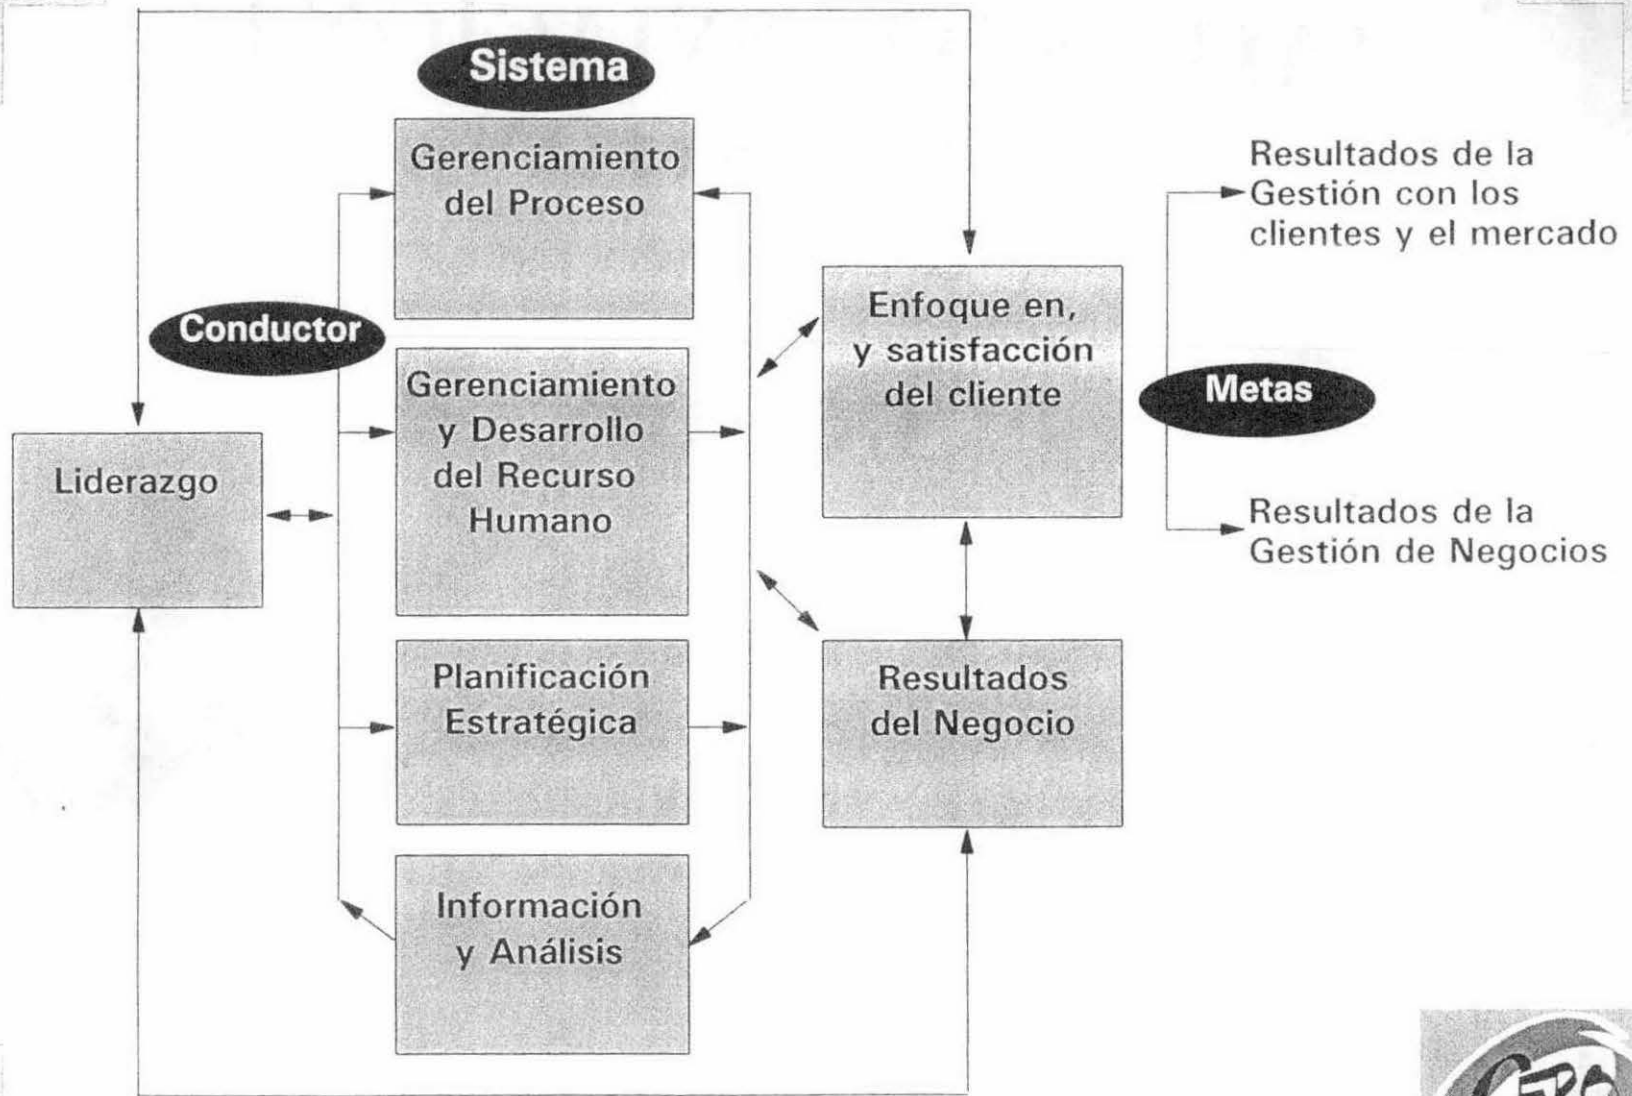 Sistema
Gerenciamiento
del Proceso
Conductor
Gerenciamiento
y Desarrollo
del Recurso
Humano
Liderazgo
Planificación
Estratégica
Información
y Análisis
Enfoque en,
y satisfacción
del cliente
Resultados
del Negocio
Metas
Resultados de la
Gestión con los
clientes y el mercado
Resultados de la
Gestión de Negocios